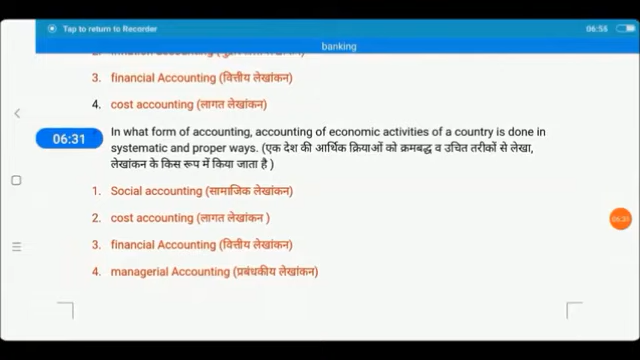 Tap to return to Recorder
06:55
banking
3. financial Accounting (वित्तीय लेखांकन)
4. cost accounting (लागत लेखांकन)
06:31
In what form of accounting, accounting of economic activities of a country is done in
systematic and proper ways. (एक देश की आर्थिक क्रियाओं को क्रमबद्ध व उचित तरीकों से लेखा,
लेखांकन के किस रूप में किया जाता है )
1. Social accounting (सामाजिक लेखांकन)
06:31
2. cost accounting (लागत लेखांकन )
3. financial Accounting (वित्तीय लेखांकन)
4. managerial Accounting (प्रबंधकीय लेखांकन)